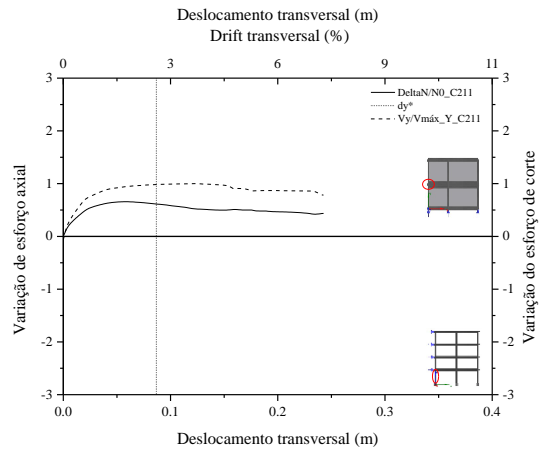 Deslocamento transversal (m)
Drift transversal (%)
0 3 6 9 11
DeltaN/N0_C211
dy*
Vy/Vmáx_Y_C211
3 2 1 0 -1 -2 -3
Variação de esforço axial
3 2 1 0 -1 -2 -3
Variação do esforço de corte
0.0 0.1 0.2 0.3 0.4
Deslocamento transversal (m)